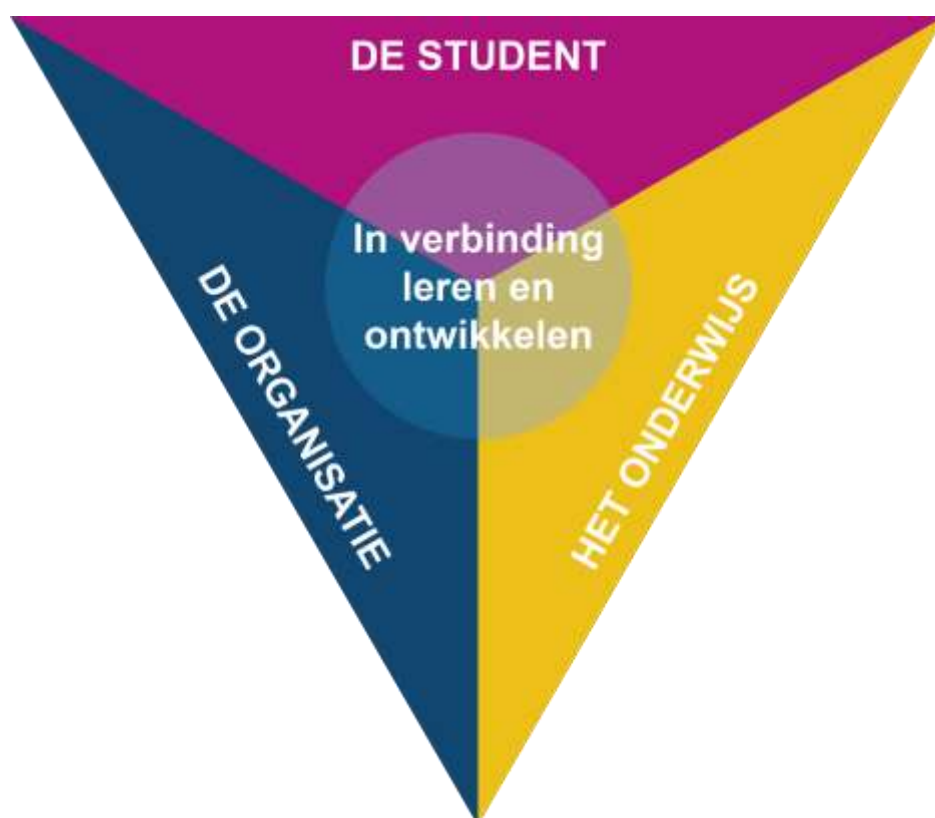 DE STUDENT
In verbinding
leren en
ontwikkelen
DE ORGANISATIE
HET ONDERWIJS